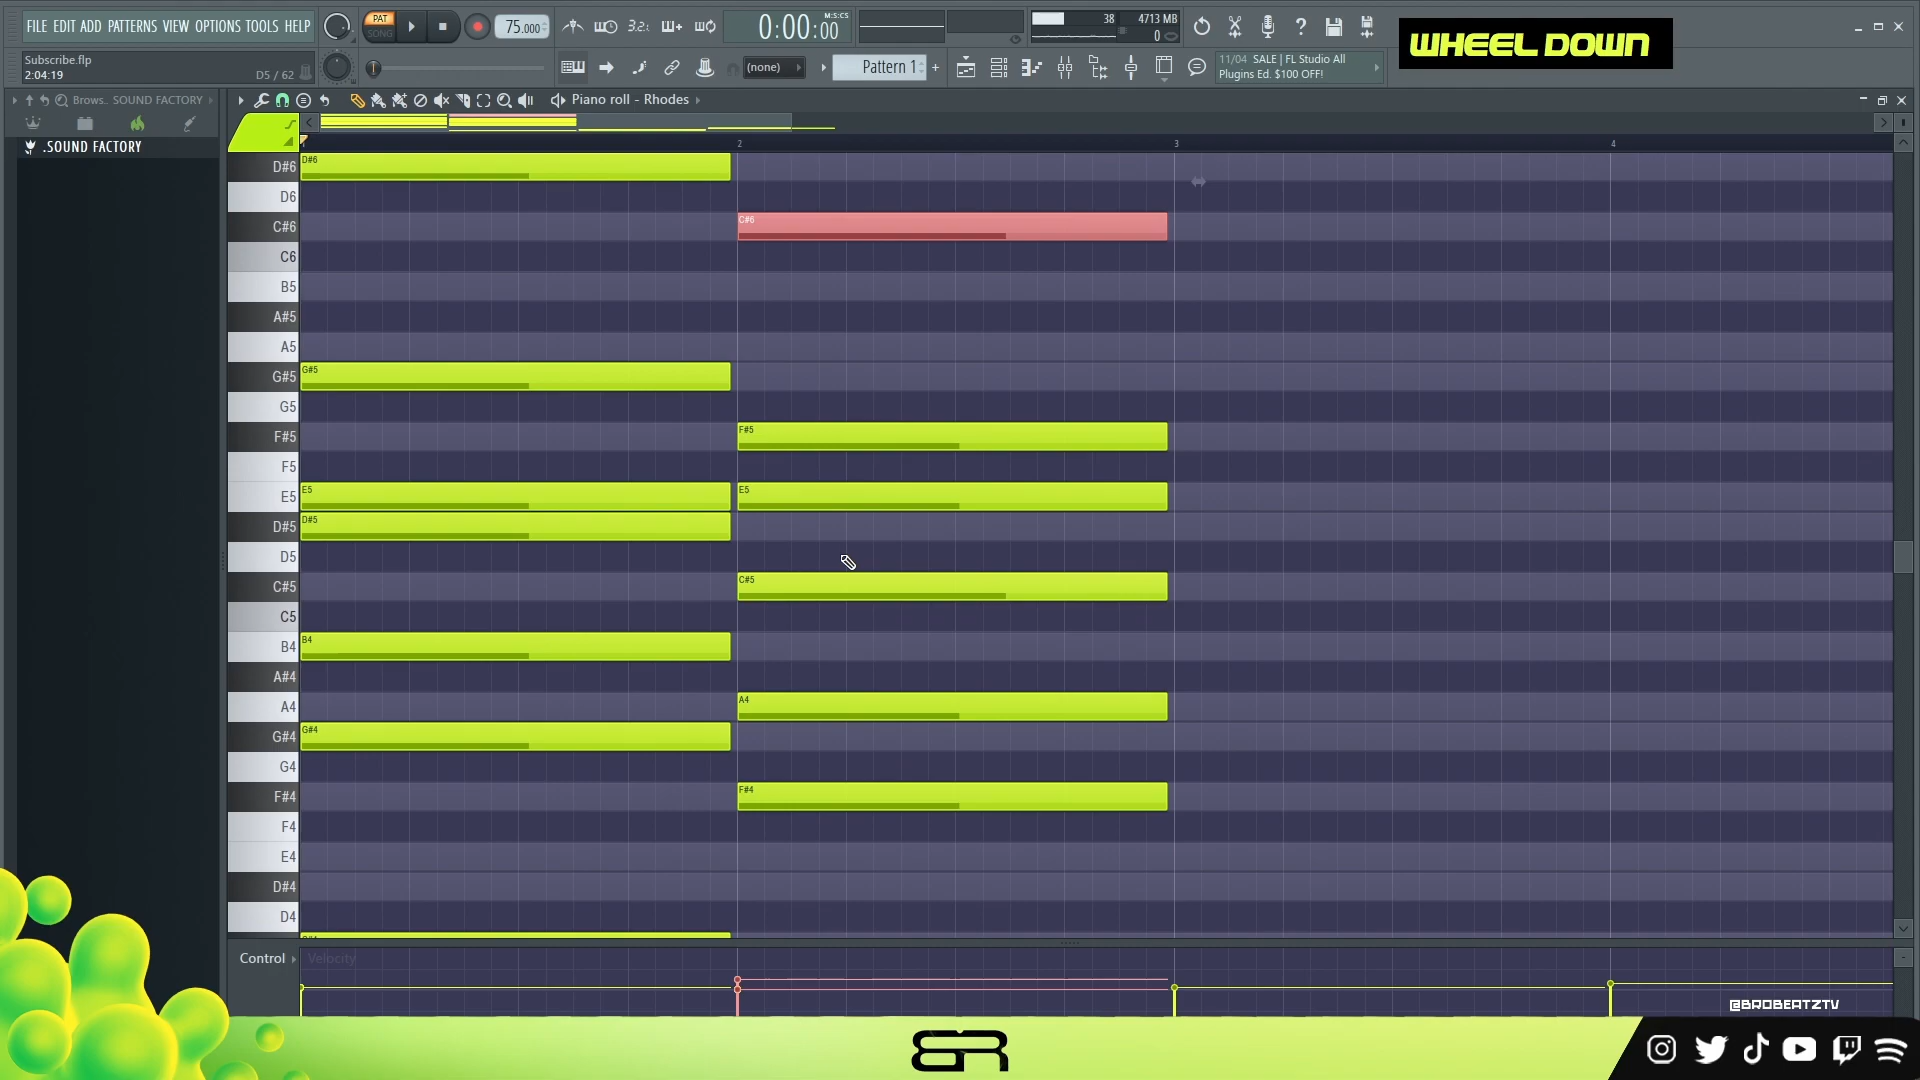 FILE EDIT ADD PATTERNS VIEW OPTIONS TOOLS HELP
PAT
SONG
75.000
3.2:
0:00:00
M:S:CS
38
4713 MB
0
WHEEL DOWN
Subscribe.flp
2:04:19
D5 / 62
(none)
Pattern 1
11/04 SALE | FL Studio All
Plugins Ed. $100 OFF!
Brows.. SOUND FACTORY
Piano roll - Rhodes
.SOUND FACTORY
2
3
4
D#6
D#6
D6
C#6
C#6
C6
B5
A#5
A5
G#5
G#5
G5
F#5
F#5
F5
E5
E5
E5
D#5
D#5
D5
C#5
C#5
C5
B4
B4
A#4
A4
A4
G#4
G#4
G4
F#4
F#4
F4
E4
D#4
D4
Control
Velocity
@BROBEATZTV
BR